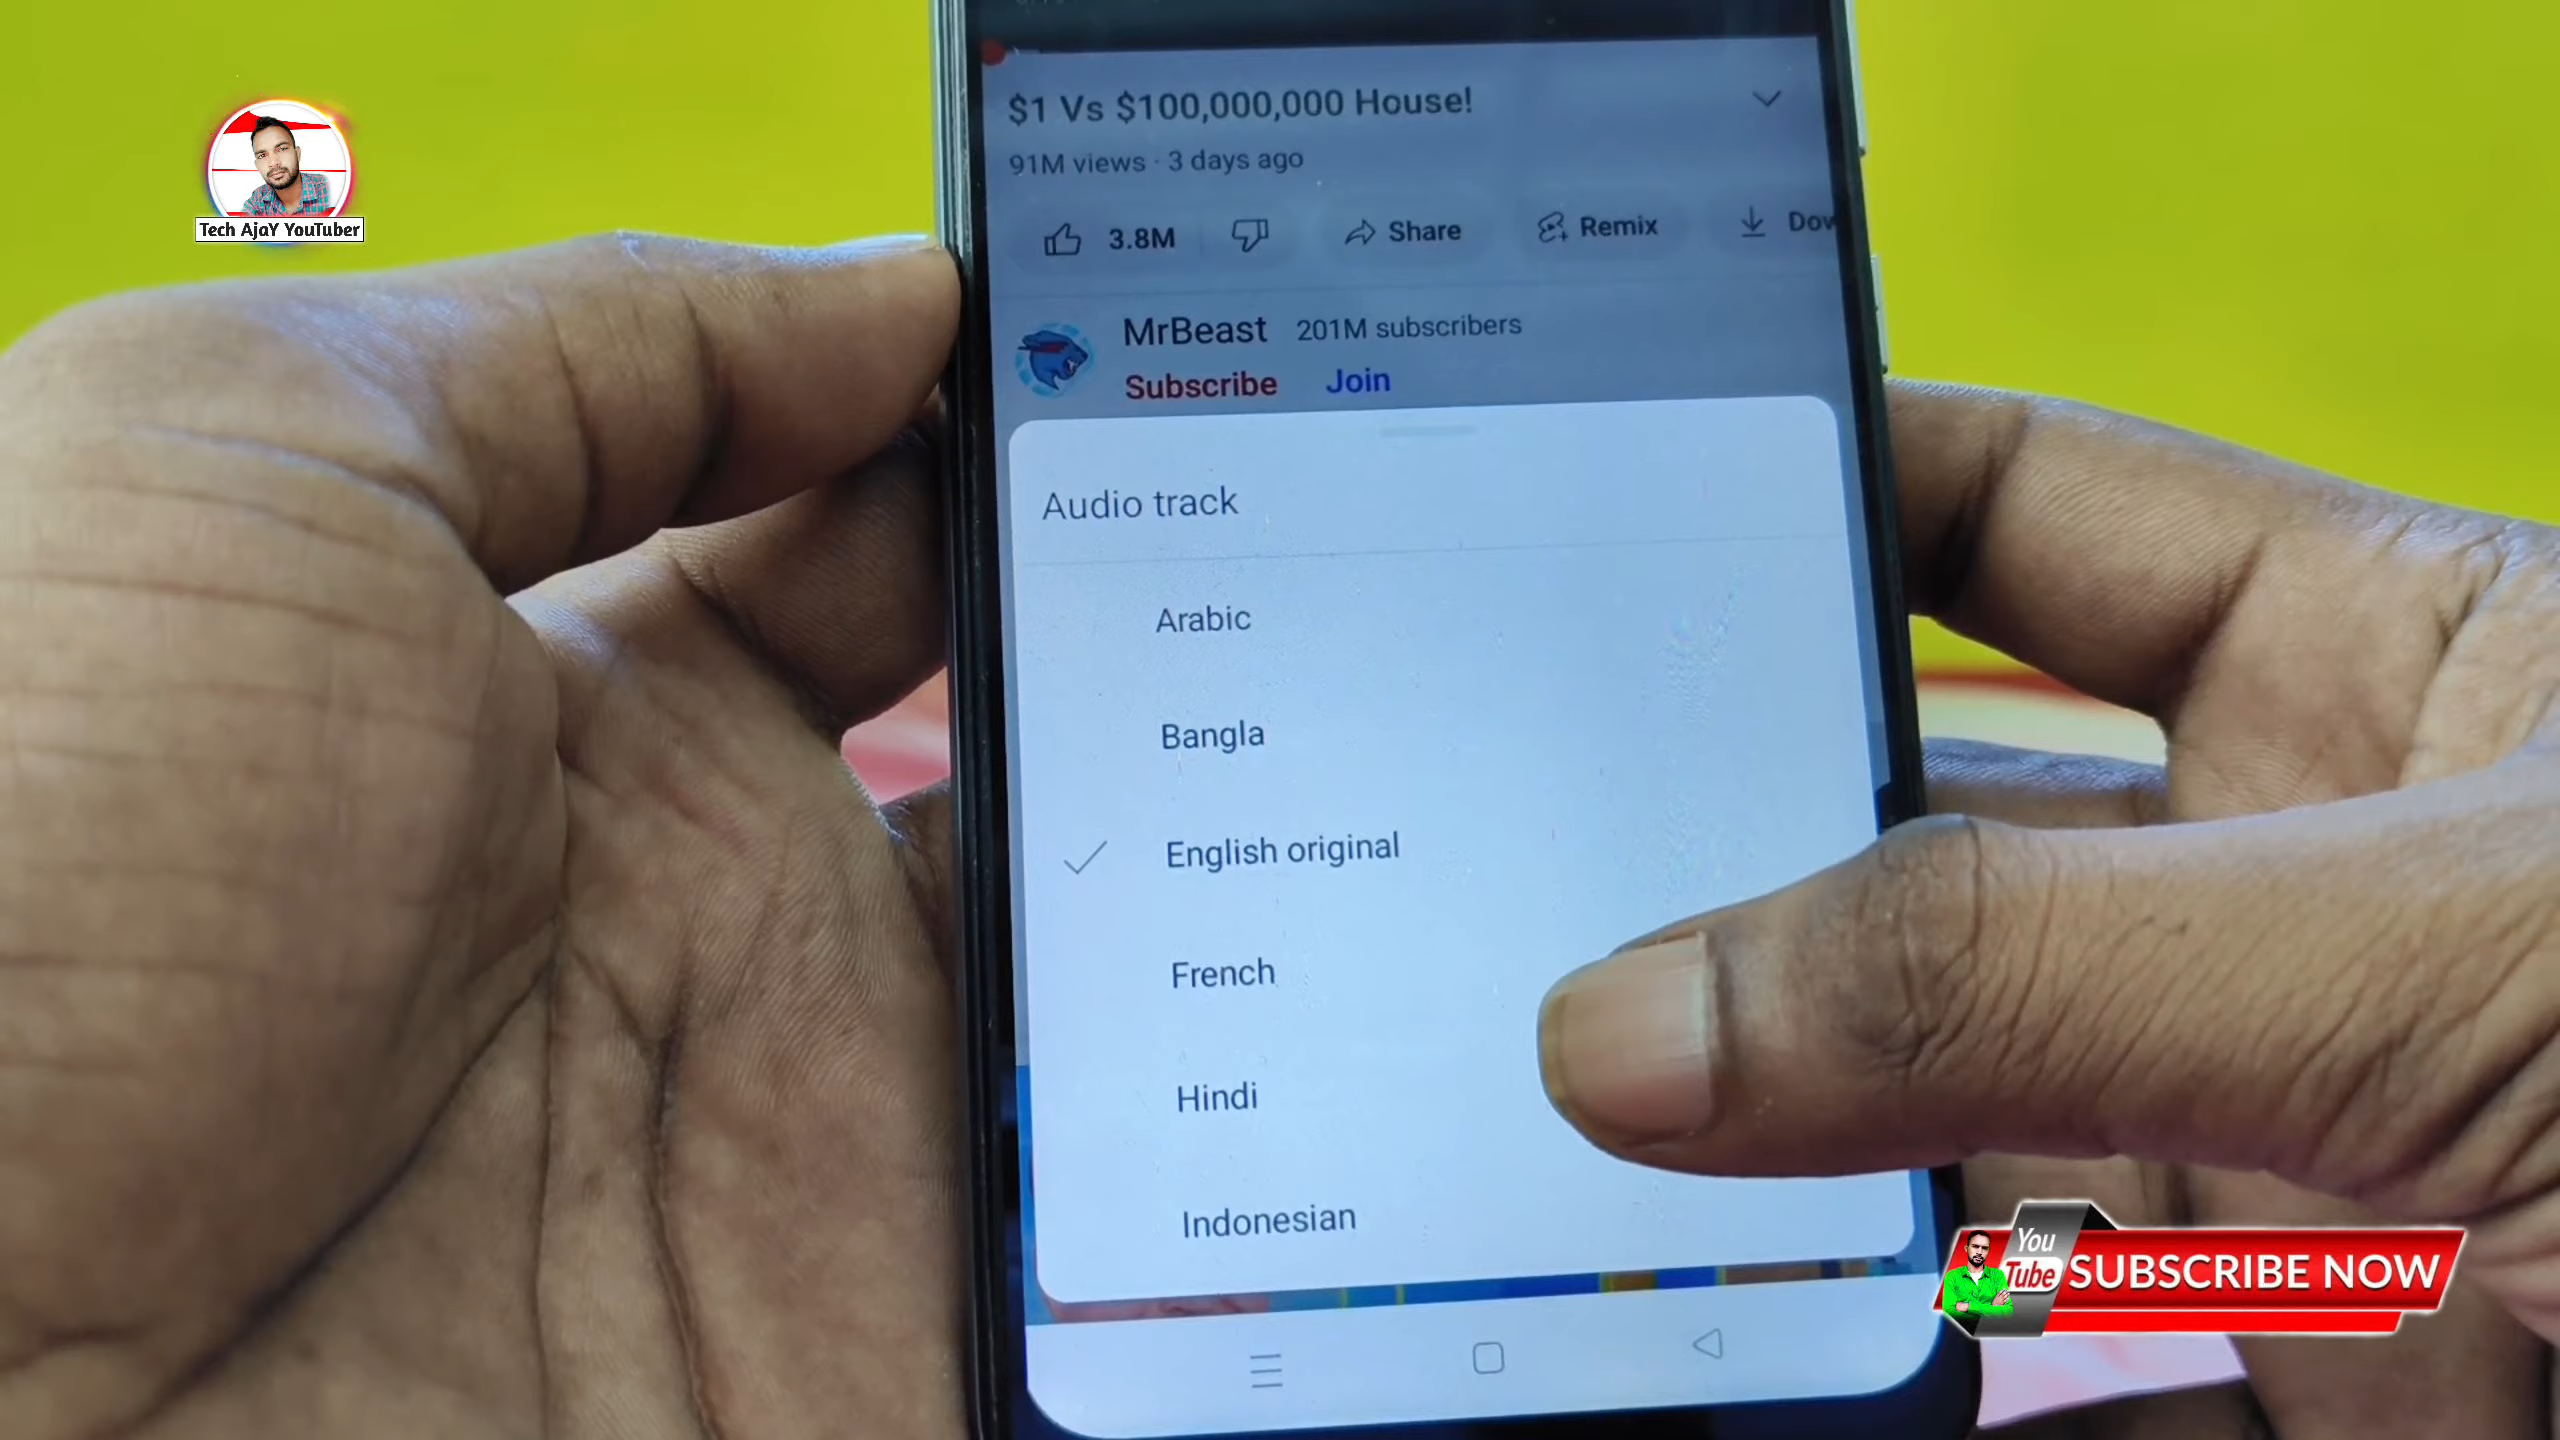 $1 Vs $100,000,000 House!
91M views · 3 days ago
3.8M
Share
Remix
Dow
Tech AjaY YouTuber
MrBeast 201M subscribers
Subscribe Join
Audio track
Arabic
Bangla
English original
French
Hindi
Indonesian
You
Tube
SUBSCRIBE NOW